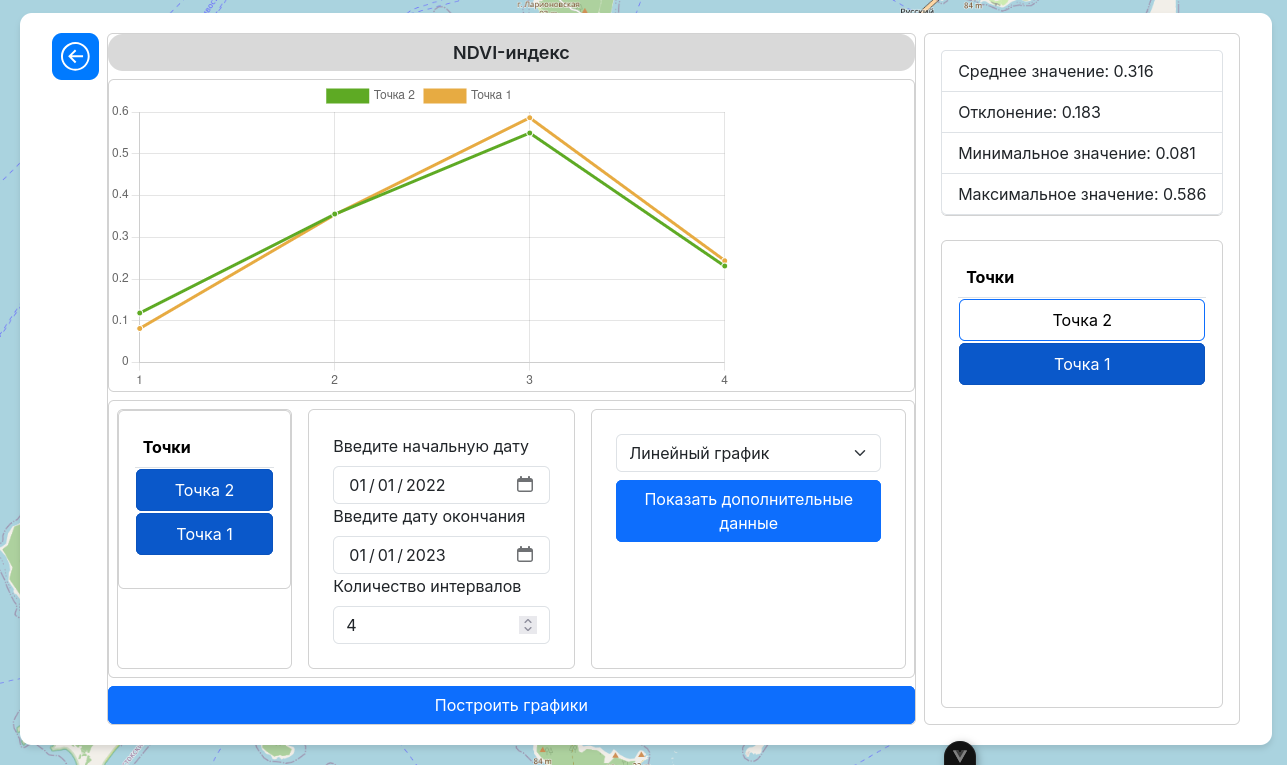 г. Ларионовская
Русский
84 m
NDVI-индекс
Точка 2
Точка 1
0.6
0.5
0.4
0.3
0.2
0.1
0
1
2
3
4
Точки
Точка 2
Точка 1
Введите начальную дату
01/01/2022
Введите дату окончания
01/01/2023
Количество интервалов
4
Линейный график
Показать дополнительные
данные
Построить графики
Среднее значение: 0.316
Отклонение: 0.183
Минимальное значение: 0.081
Максимальное значение: 0.586
Точки
Точка 2
Точка 1
84 m
84 m